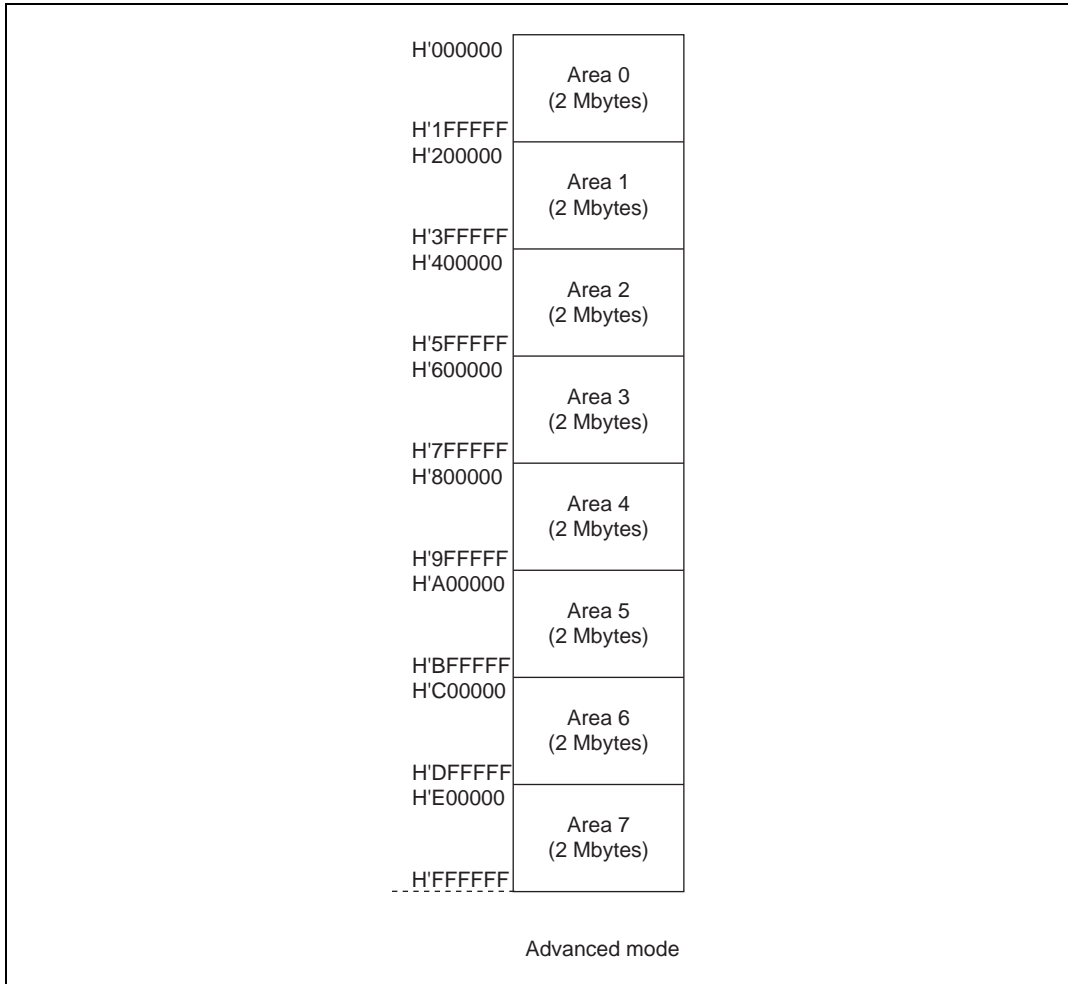 H'000000
Area 0
(2 Mbytes)
H'1FFFFF
H'200000
Area 1
(2 Mbytes)
H'3FFFFF
H'400000
Area 2
(2 Mbytes)
H'5FFFFF
H'600000
Area 3
(2 Mbytes)
H'7FFFFF
H'800000
Area 4
(2 Mbytes)
H'9FFFFF
H'A00000
Area 5
(2 Mbytes)
H'BFFFFF
H'C00000
Area 6
(2 Mbytes)
H'DFFFFF
H'E00000
Area 7
(2 Mbytes)
H'FFFFFF
Advanced mode